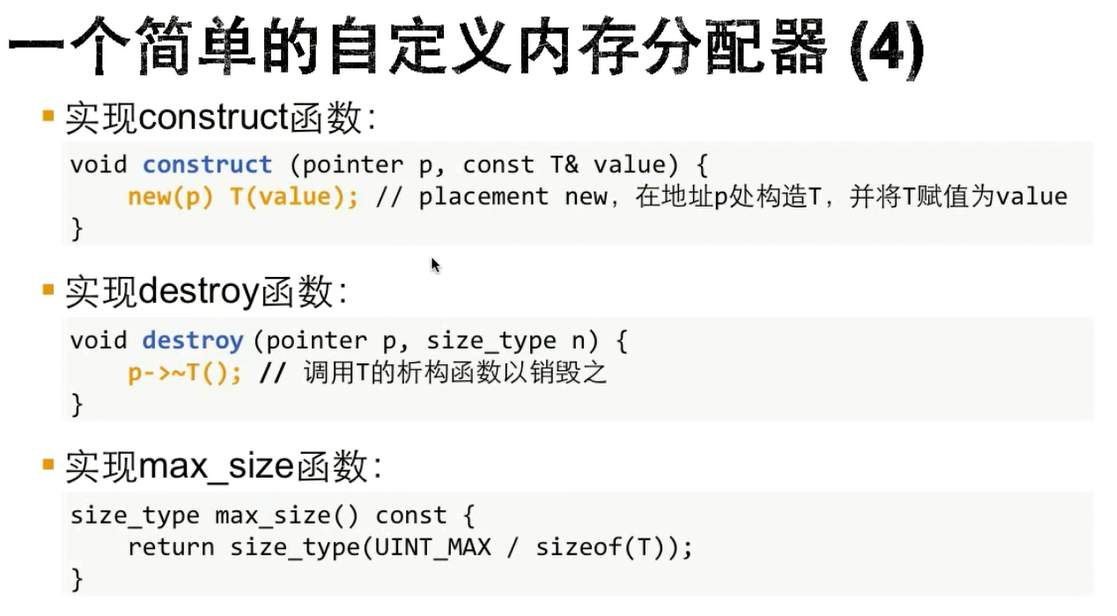 一个简单的自定义内存分配器 (4)
实现construct函数：
void construct (pointer p, const T& value) {
new(p) T(value); // placement new，在地址p处构造T，并将T赋值为value
}
实现destroy函数：
void destroy (pointer p, size_type n) {
p->~T(); // 调用T的析构函数以销毁之
}
实现max_size函数：
size_type max_size() const {
return size_type(UINT_MAX / sizeof(T));
}